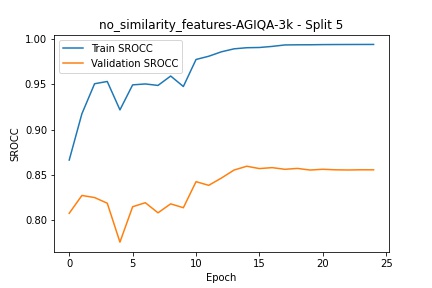 no_similarity_features-AGIQA-3k - Split 5
Train SROCC
Validation SROCC
1.00
0.95
0.90
0.85
0.80
SROCC
0 5 10 15 20 25
Epoch